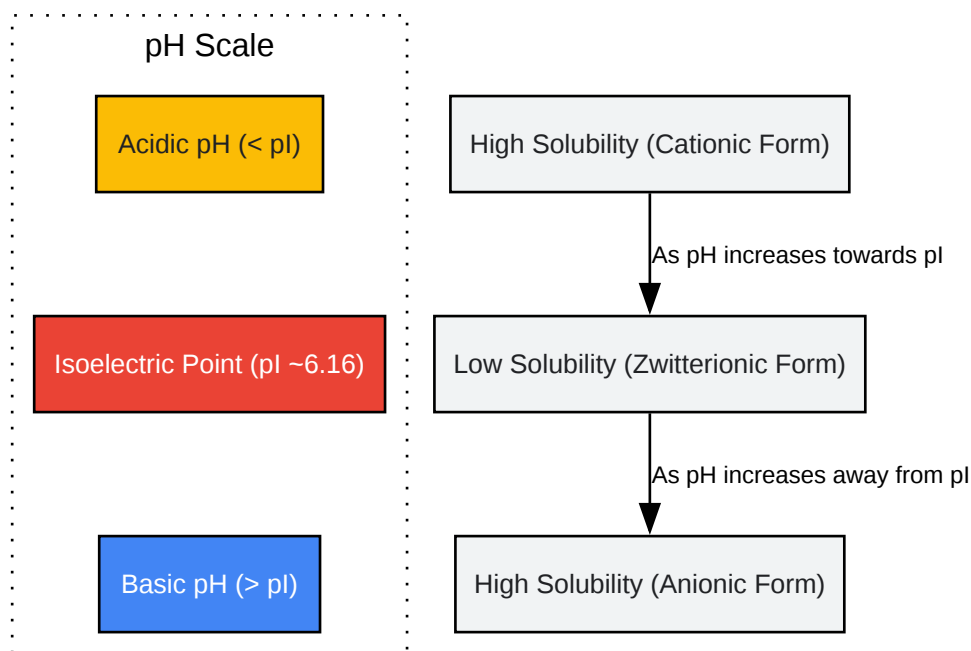 pH Scale
Acidic pH (< pI)
High Solubility (Cationic Form)
As pH increases towards pI
Isoelectric Point (pI ~6.16)
Low Solubility (Zwitterionic Form)
As pH increases away from pI
Basic pH (> pI)
High Solubility (Anionic Form)